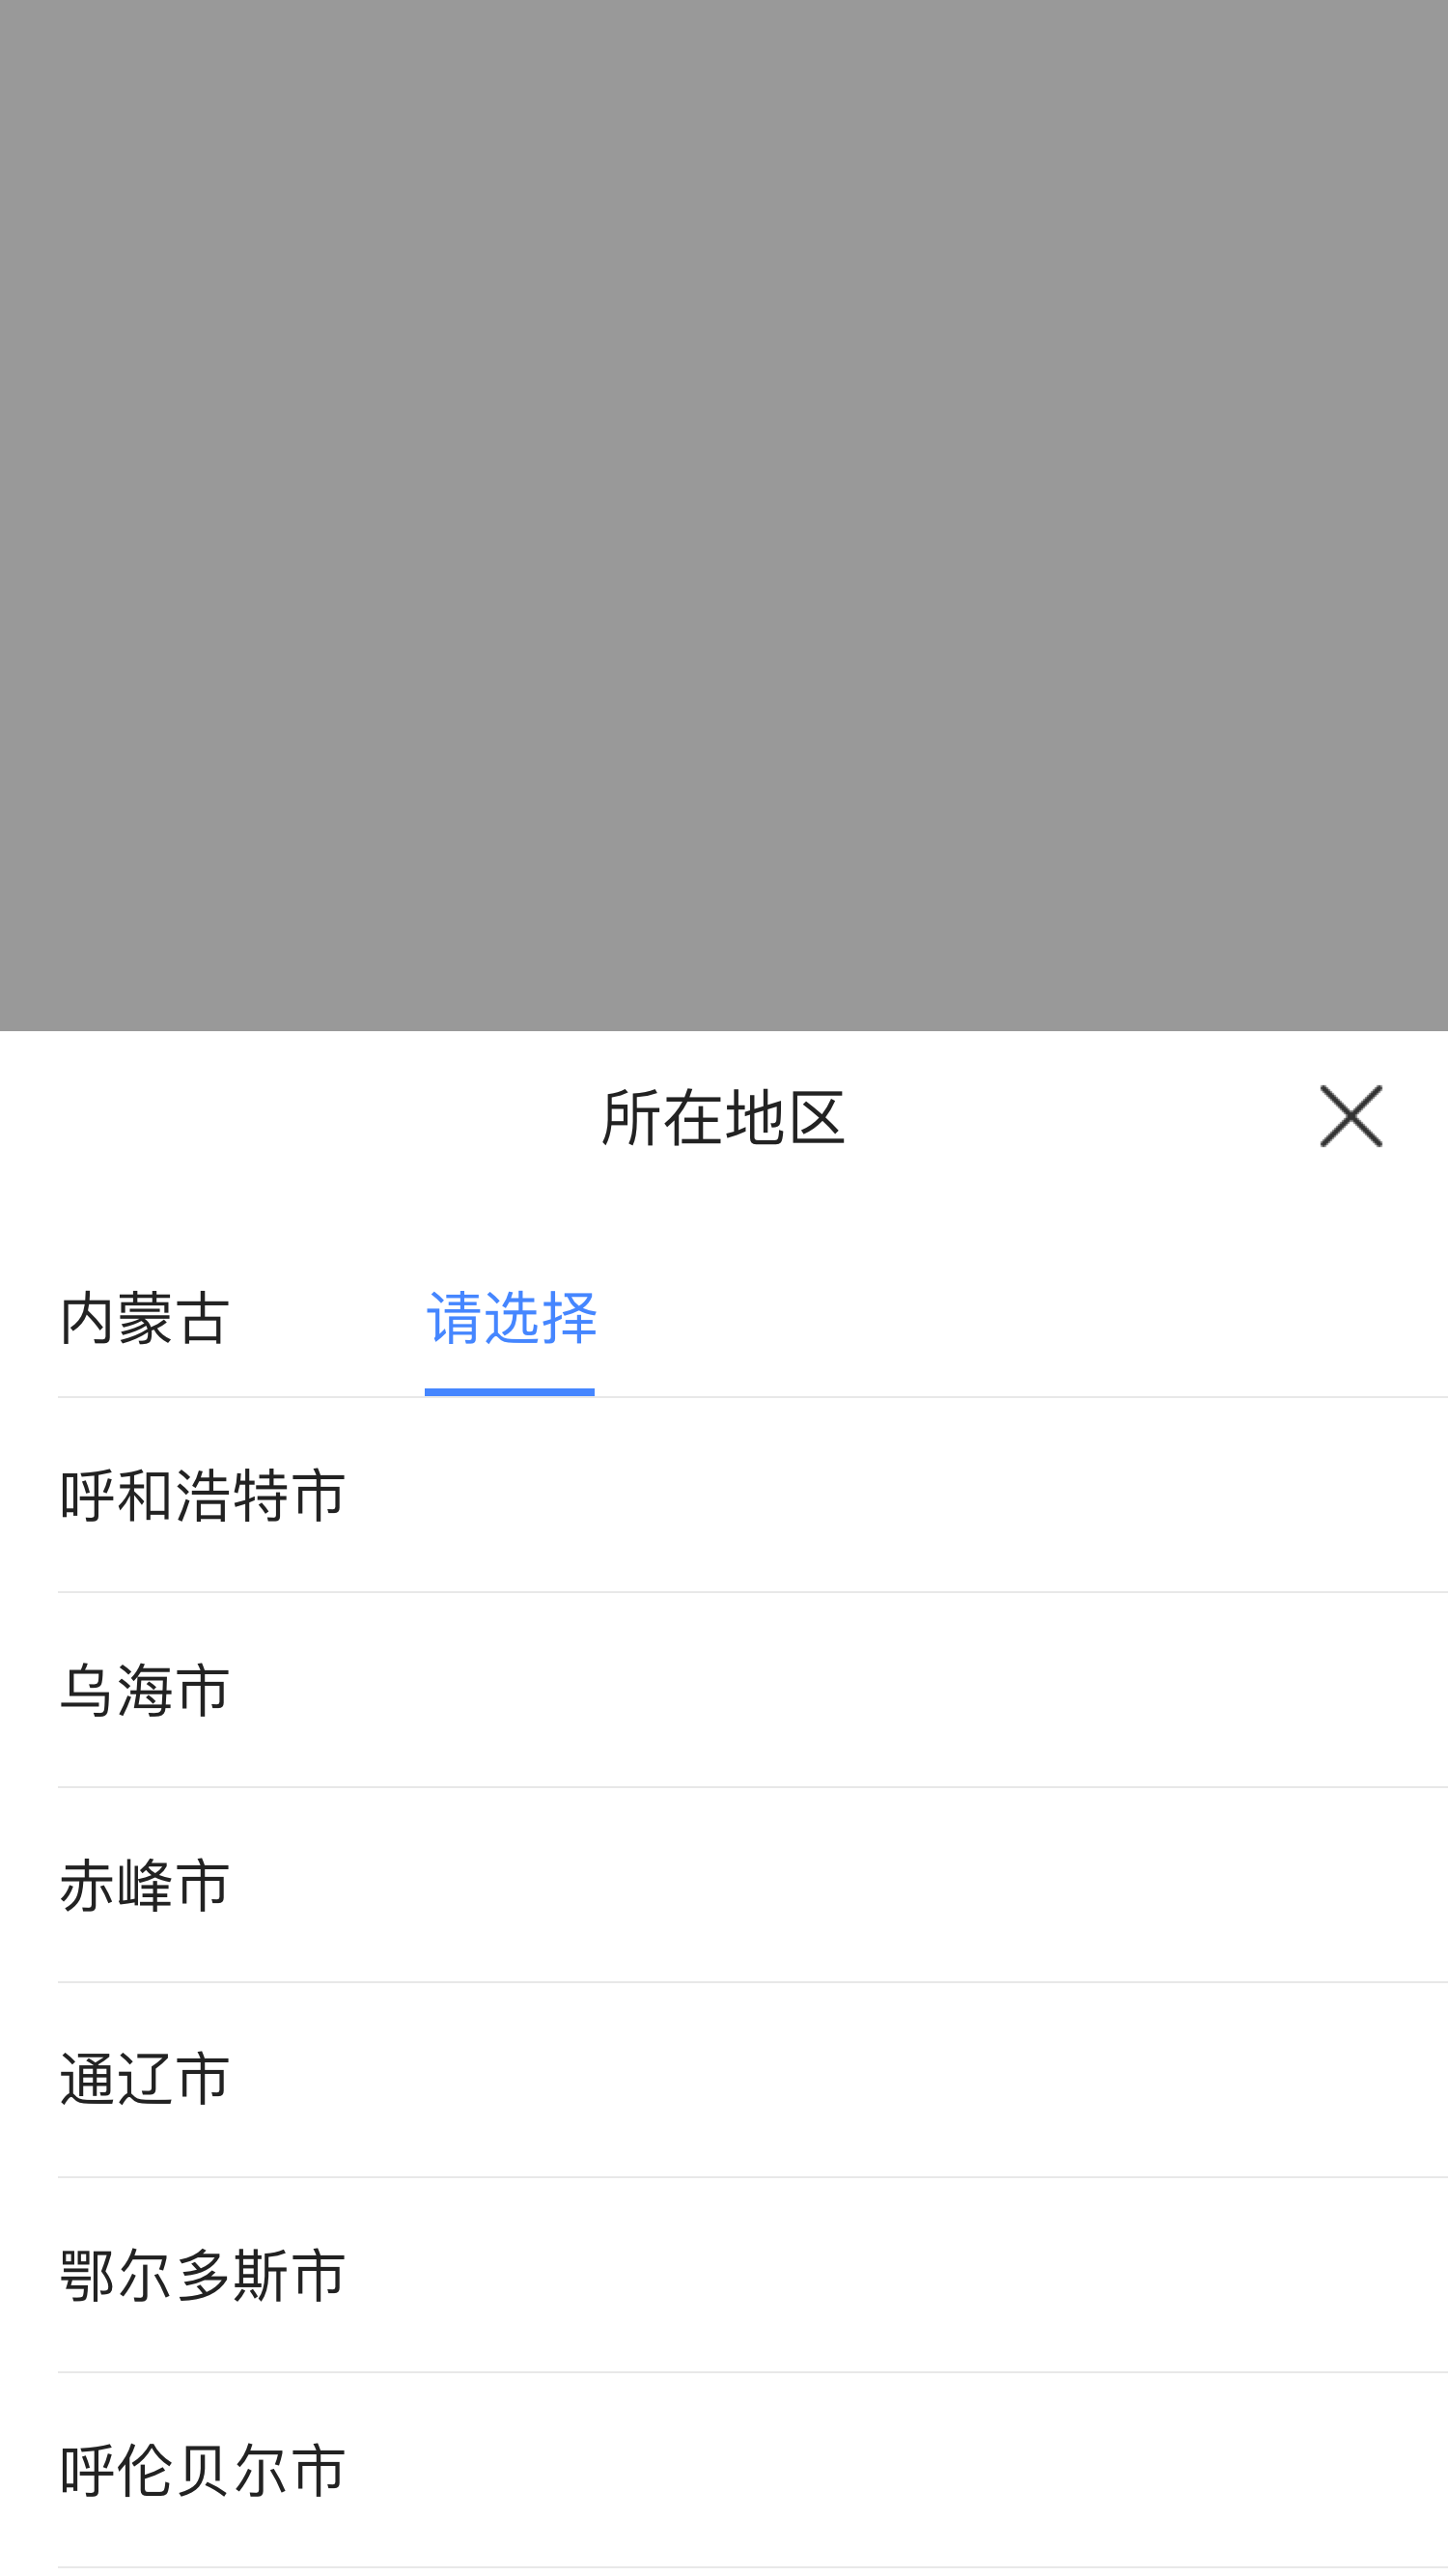 所在地区
内蒙古 请选择
呼和浩特市
乌海市
赤峰市
通辽市
鄂尔多斯市
呼伦贝尔市